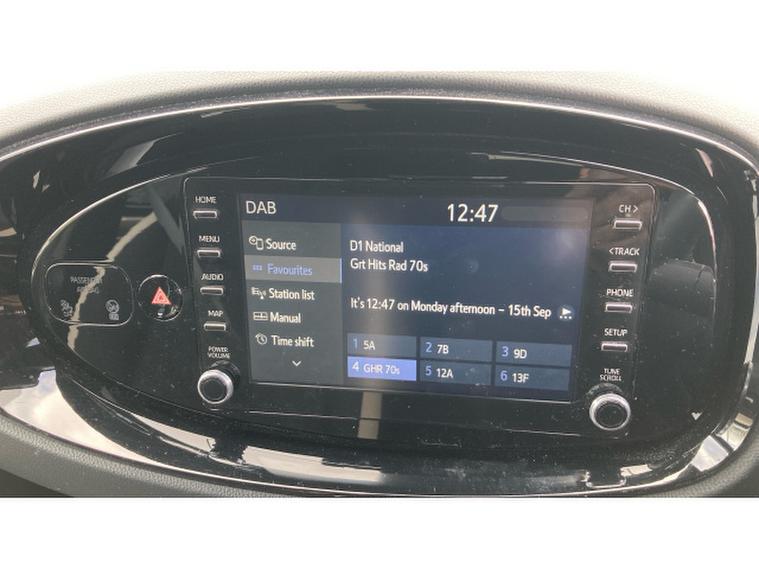 PASSENGER
AIRBAG
HOME
MENU
AUDIO
MAP
POWER
VOLUME
DAB
12:47
Source
Favourites
Station list
Manual
Time shift
D1 National
Grt Hits Rad 70s
It's 12:47 on Monday afternoon – 15th Sep
1 5A
2 7B
3 9D
4 GHR 70s
5 12A
6 13F
CH >
< TRACK
PHONE
SETUP
TUNE
SCROLL